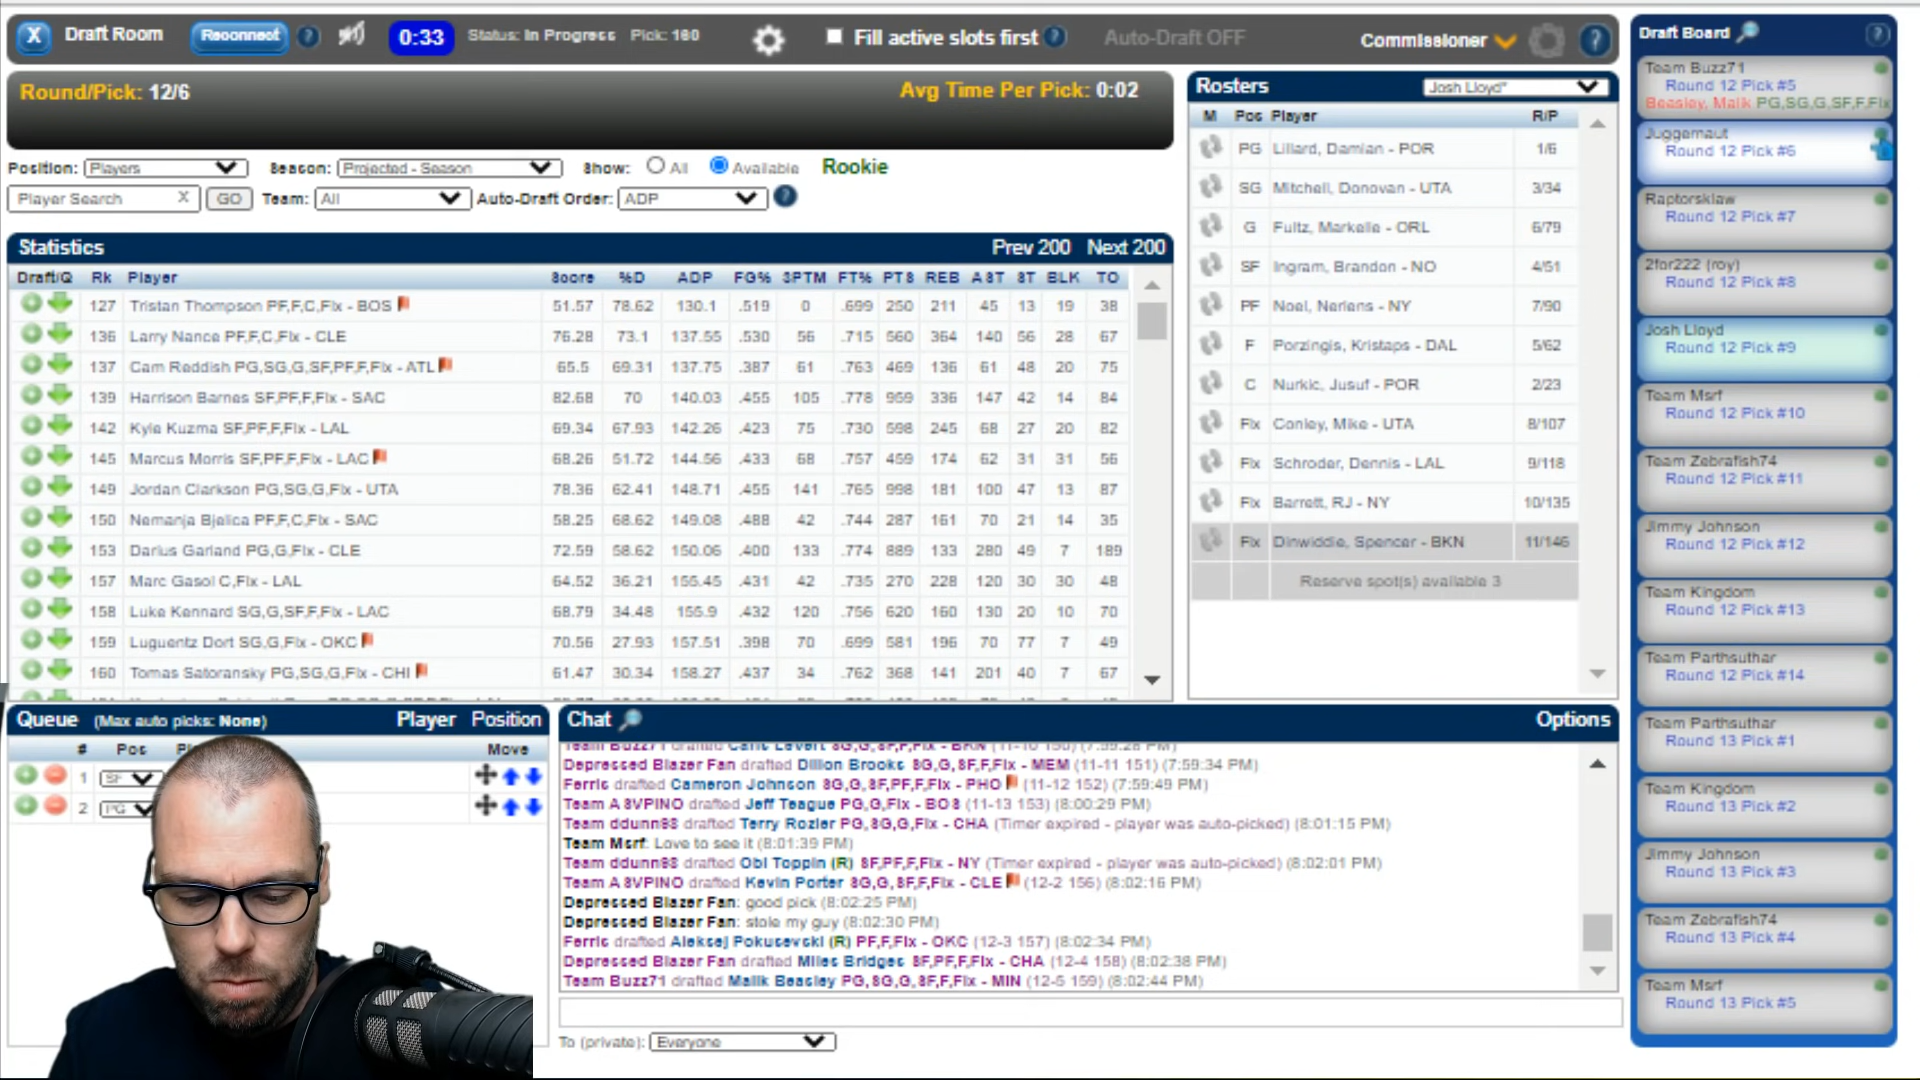 X Draft Room Reconnect ? 0:33 Status: In Progress Pick: 160 Fill active slots first ? Auto-Draft OFF Commissioner ?
Round/Pick: 12/6 Avg Time Per Pick: 0:02
Position: Players Season: Projected - Season Show: All Available Rookie
Player Search X GO Team: All Auto-Draft Order: ADP ?
Statistics Prev 200 Next 200
Draft/Q Rk Player Score %D ADP FG% 3PTM FT% PTS REB AST ST BLK TO
127 Tristan Thompson PF,F,C,Flx - BOS 51.57 78.62 130.1 .519 0 .699 250 211 45 13 19 38
136 Larry Nance PF,F,C,Flx - CLE 76.28 73.1 137.55 .530 56 .715 560 364 140 56 28 67
137 Cam Reddish PG,SG,G,SF,PF,F,Flx - ATL 65.5 69.31 137.75 .387 61 .763 469 136 61 48 20 75
139 Harrison Barnes SF,PF,F,Flx - SAC 82.68 70 140.03 .455 105 .778 959 336 147 42 14 84
142 Kyle Kuzma SF,PF,F,Flx - LAL 69.34 67.93 142.26 .423 75 .730 598 245 68 27 20 82
145 Marcus Morris SF,PF,F,Flx - LAC 68.26 51.72 144.56 .433 68 .757 459 174 62 31 31 56
149 Jordan Clarkson PG,SG,G,Flx - UTA 78.36 62.41 148.71 .455 141 .765 998 181 100 47 13 87
150 Nemanja Bjelica PF,F,C,Flx - SAC 58.25 68.62 149.08 .488 42 .744 287 161 70 21 14 35
153 Darius Garland PG,G,Flx - CLE 72.59 58.62 150.06 .400 133 .774 889 133 280 49 7 189
157 Marc Gasol C,Flx - LAL 64.52 36.21 155.45 .431 42 .735 270 228 120 30 30 48
158 Luke Kennard SG,G,SF,F,Flx - LAC 68.79 34.48 155.9 .432 120 .756 620 160 130 20 10 70
159 Luguentz Dort SG,G,Flx - OKC 70.56 27.93 157.51 .398 70 .699 581 196 70 77 7 49
160 Tomas Satoransky PG,SG,G,Flx - CHI 61.47 30.34 158.27 .437 34 .762 368 141 201 40 7 67
Rosters Josh Lloyd*
M Pos Player R/P
PG Lillard, Damian - POR 1/6
SG Mitchell, Donovan - UTA 3/34
G Fultz, Markelle - ORL 6/79
SF Ingram, Brandon - NO 4/51
PF Noel, Nerlens - NY 7/90
F Porzingis, Kristaps - DAL 5/62
C Nurkic, Jusuf - POR 2/23
Flx Conley, Mike - UTA 8/107
Flx Schroder, Dennis - LAL 9/118
Flx Barrett, RJ - NY 10/135
Flx Dinwiddie, Spencer - BKN 11/146
Reserve spot(s) available 3
Queue (Max auto picks: None) Player Position
# Pos Move
1 SF
2 PG
Chat Options
Team Buzz71 drafted Caris Levert SG,G,SF,F,Flx - BKN (11-10 150) (7:59:28 PM)
Depressed Blazer Fan drafted Dillon Brooks SG,G,SF,F,Flx - MEM (11-11 151) (7:59:34 PM)
Ferris drafted Cameron Johnson SG,G,SF,PF,F,Flx - PHO (11-12 152) (7:59:49 PM)
Team A SVPINO drafted Jeff Teague PG,G,Flx - BOS (11-13 153) (8:00:29 PM)
Team ddunn93 drafted Terry Rozier PG,SG,G,Flx - CHA (Timer expired - player was auto-picked) (8:01:15 PM)
Team Msrf: Love to see it (8:01:39 PM)
Team ddunn93 drafted Obi Toppin (R) SF,PF,F,Flx - NY (Timer expired - player was auto-picked) (8:02:01 PM)
Team A SVPINO drafted Kevin Porter SG,G,SF,F,Flx - CLE (12-2 156) (8:02:16 PM)
Depressed Blazer Fan: good pick (8:02:25 PM)
Depressed Blazer Fan: stole my guy (8:02:30 PM)
Ferris drafted Aleksej Pokusevski (R) PF,F,Flx - OKC (12-3 157) (8:02:34 PM)
Depressed Blazer Fan drafted Miles Bridges SF,PF,F,Flx - CHA (12-4 158) (8:02:38 PM)
Team Buzz71 drafted Malik Beasley PG,SG,G,SF,F,Flx - MIN (12-5 159) (8:02:44 PM)
To (private): Everyone
Draft Board ?
Team Buzz71
Round 12 Pick #5
Beasley, Malik PG,SG,G,SF,F,Flx
Juggernaut
Round 12 Pick #6
Raptorsklaw
Round 12 Pick #7
2for222 (roy)
Round 12 Pick #8
Josh Lloyd
Round 12 Pick #9
Team Msrf
Round 12 Pick #10
Team Zebrafish74
Round 12 Pick #11
Jimmy Johnson
Round 12 Pick #12
Team Kingdom
Round 12 Pick #13
Team Parthsuthar
Round 12 Pick #14
Team Parthsuthar
Round 13 Pick #1
Team Kingdom
Round 13 Pick #2
Jimmy Johnson
Round 13 Pick #3
Team Zebrafish74
Round 13 Pick #4
Team Msrf
Round 13 Pick #5